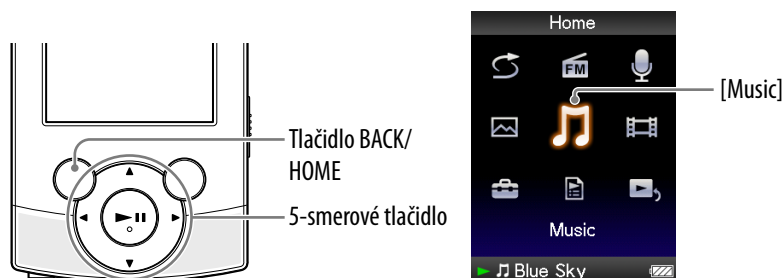 Tlačidlo BACK/
HOME
5-smerové tlačidlo
Home
FM
[Music]
Music
Blue Sky